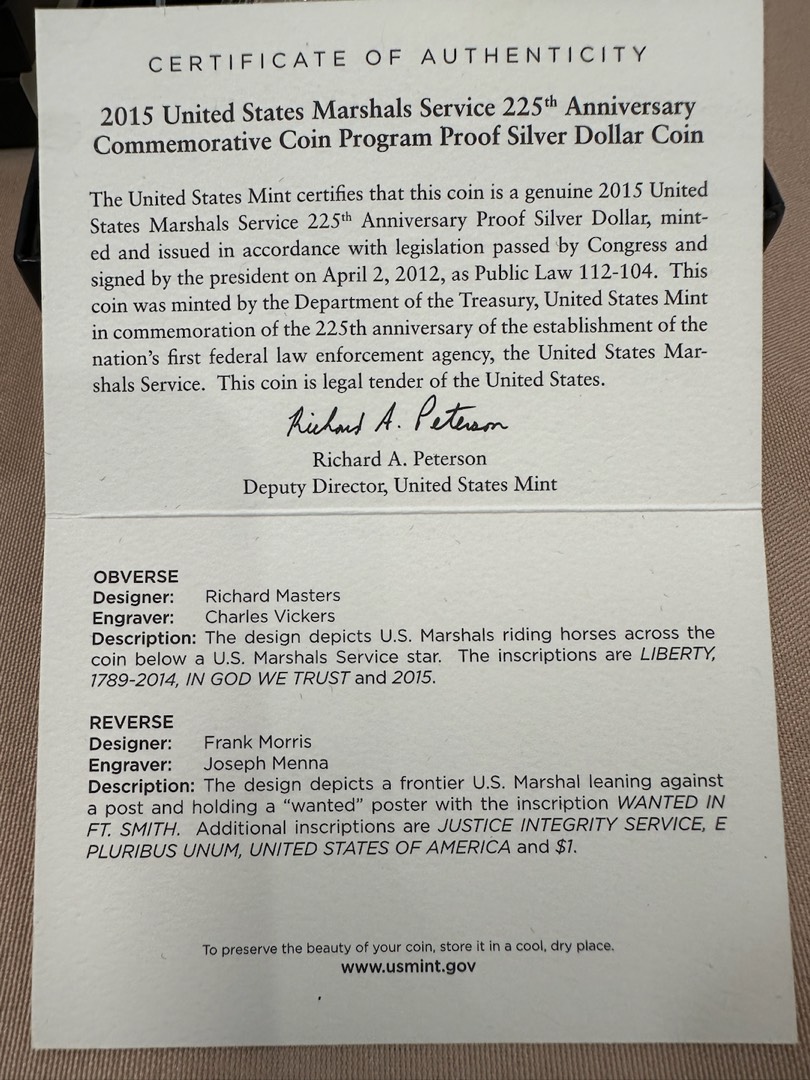 CERTIFICATE OF AUTHENTICITY
2015 United States Marshals Service 225th Anniversary
Commemorative Coin Program Proof Silver Dollar Coin
The United States Mint certifies that this coin is a genuine 2015 United
States Marshals Service 225th Anniversary Proof Silver Dollar, mint-
ed and issued in accordance with legislation passed by Congress and
signed by the president on April 2, 2012, as Public Law 112-104. This
coin was minted by the Department of the Treasury, United States Mint
in commemoration of the 225th anniversary of the establishment of the
nation's first federal law enforcement agency, the United States Mar-
shals Service. This coin is legal tender of the United States.
Richard A. Peterson
Richard A. Peterson
Deputy Director, United States Mint
OBVERSE
Designer: Richard Masters
Engraver: Charles Vickers
Description: The design depicts U.S. Marshals riding horses across the
coin below a U.S. Marshals Service star. The inscriptions are LIBERTY,
1789-2014, IN GOD WE TRUST and 2015.
REVERSE
Designer: Frank Morris
Engraver: Joseph Menna
Description: The design depicts a frontier U.S. Marshal leaning against
a post and holding a "wanted" poster with the inscription WANTED IN
FT. SMITH. Additional inscriptions are JUSTICE INTEGRITY SERVICE, E
PLURIBUS UNUM, UNITED STATES OF AMERICA and $1.
To preserve the beauty of your coin, store it in a cool, dry place.
www.usmint.gov